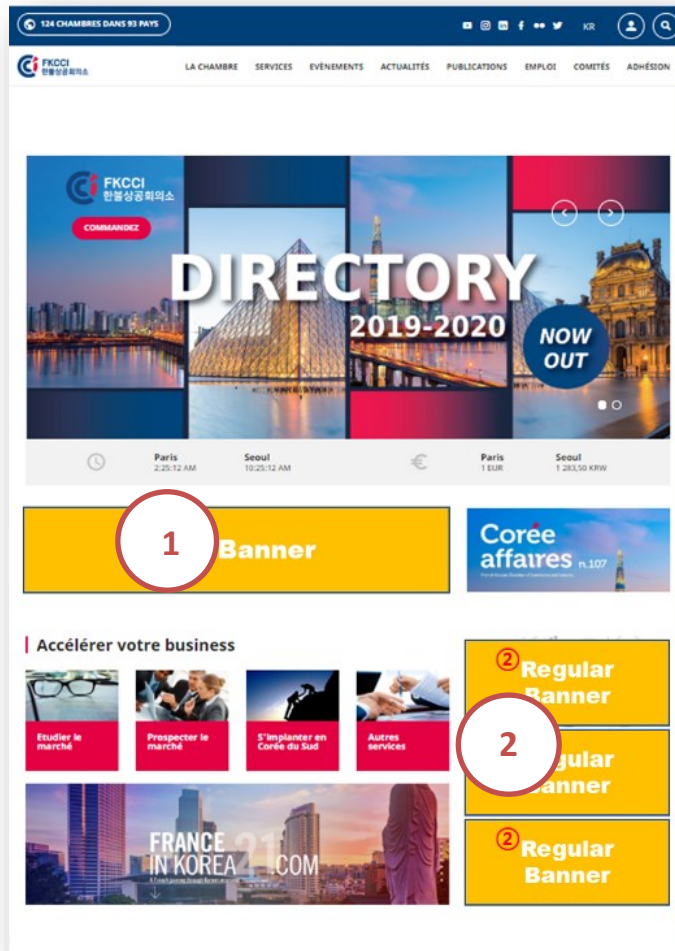 124 CHAMBRES DANS 93 PAYS
KR
FKCCI
한불상공회의소
LA CHAMBRE SERVICES EVÈNEMENTS ACTUALITÉS PUBLICATIONS EMPLOI COMITÉS ADHÉSION
FKCCI
한불상공회의소
COMMANDEZ
DIRECTORY
2019-2020
NOW
OUT
Paris Seoul Paris Seoul
2:25:12 AM 10:25:12 AM 1 EUR 1 283,50 KRW
1 Banner
Corée
affaires n.107
Accélérer votre business
② Regular
Banner
Etudier le
marché
Prospecter le
marché
S'implanter en
Corée du Sud
Autres
services
2
Banner
FRANCE
IN KOREA 21 .COM
② Regular
Banner